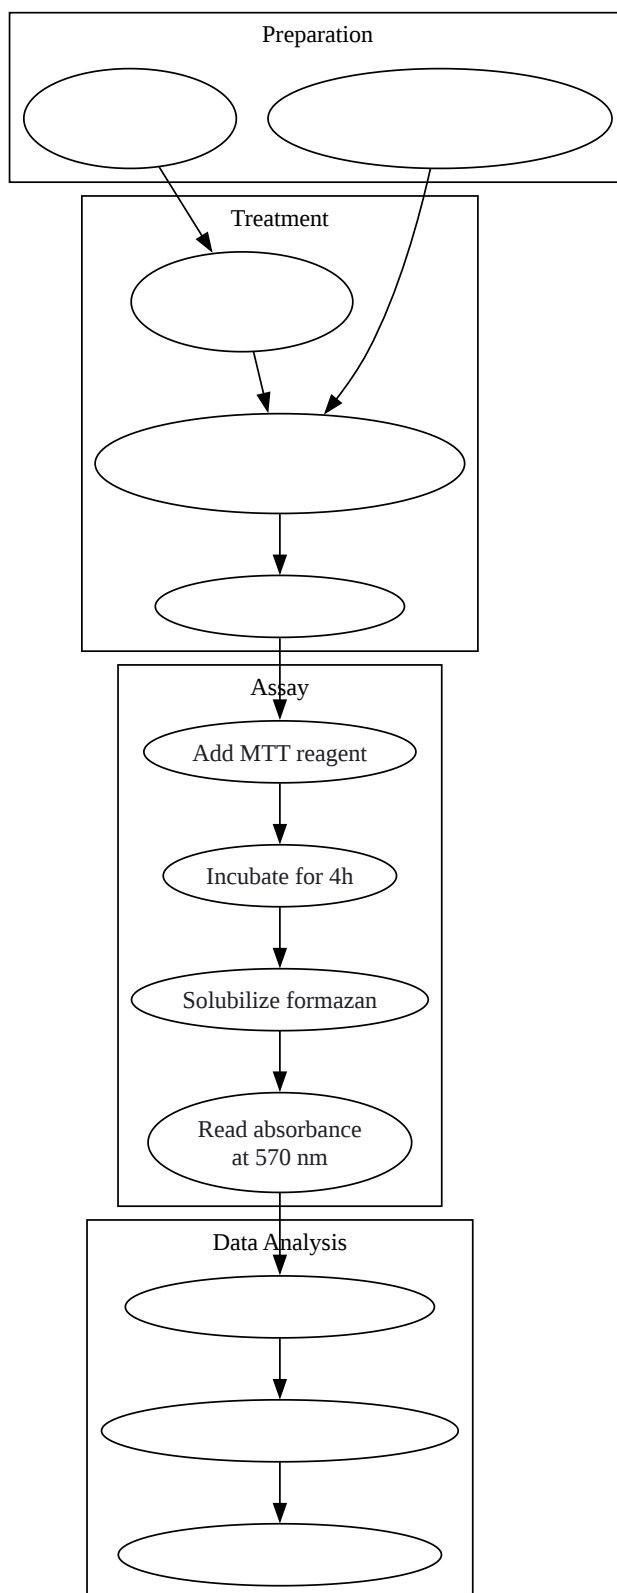 Preparation
Treatment
Assay
Add MTT reagent
Incubate for 4h
Solubilize formazan
Read absorbance
at 570 nm
Data Analysis